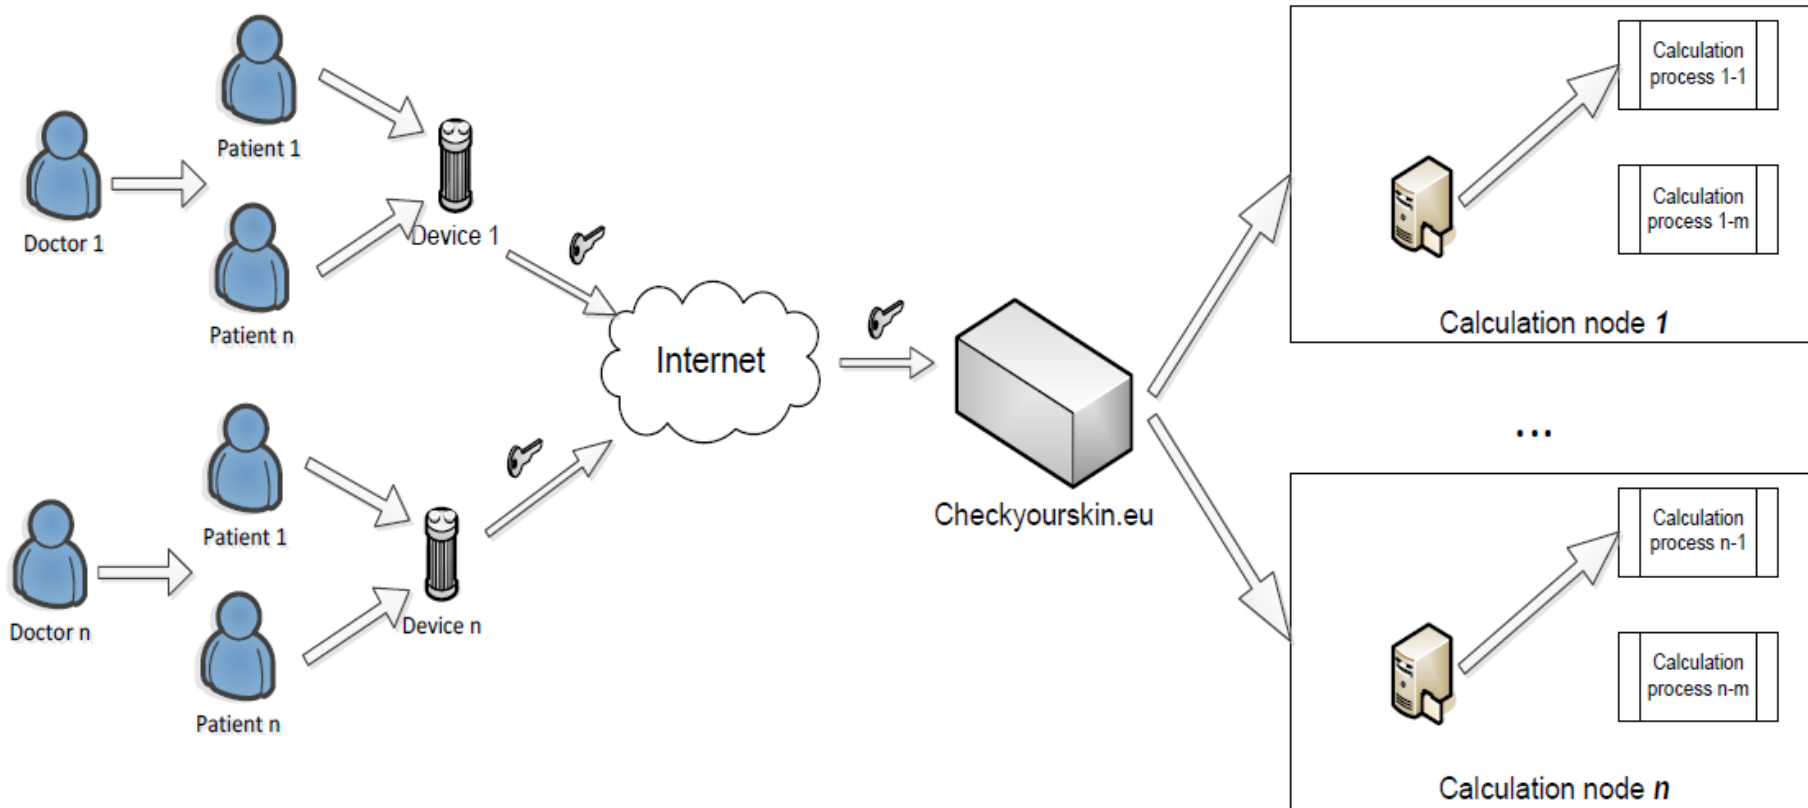 Patient 1
Doctor 1
Patient n
Device 1
Internet
Patient 1
Doctor n
Patient n
Device n
Checkyourskin.eu
Calculation
process 1-1
Calculation
process 1-m
Calculation node 1
...
Calculation
process n-1
Calculation
process n-m
Calculation node n